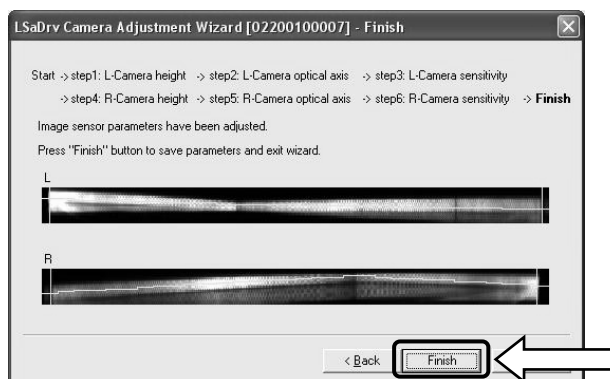 LSaDrv Camera Adjustment Wizard [02200100007] - Finish
Start -> step1: L-Camera height -> step2: L-Camera optical axis -> step3: L-Camera sensitivity
-> step4: R-Camera height -> step5: R-Camera optical axis -> step6: R-Camera sensitivity -> Finish
Image sensor parameters have been adjusted.
Press "Finish" button to save parameters and exit wizard.
L
R
< Back Finish